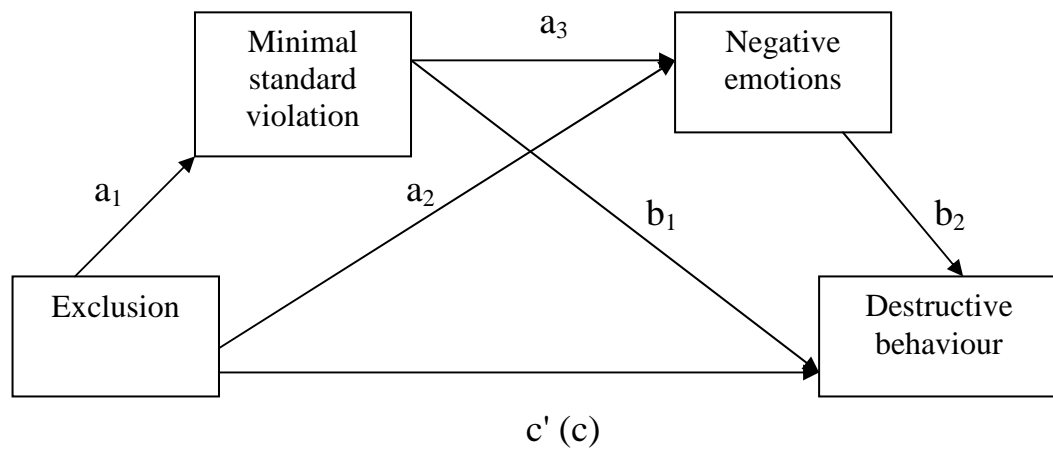 Minimal
standard
violation
a₃
Negative
emotions
a₁
a₂
b₁
b₂
Exclusion
Destructive
behaviour
c' (c)